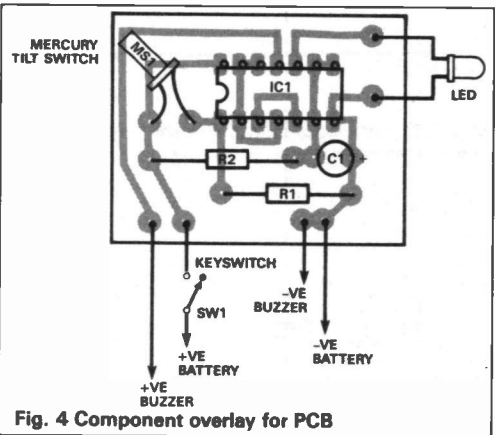 MERCURY
TILT SWITCH
MS1
IC1
LED
R2
C1
+
R1
KEYSWITCH
SW1
-VE
BUZZER
+VE
BATTERY
-VE
BATTERY
+VE
BUZZER
Fig. 4 Component overlay for PCB